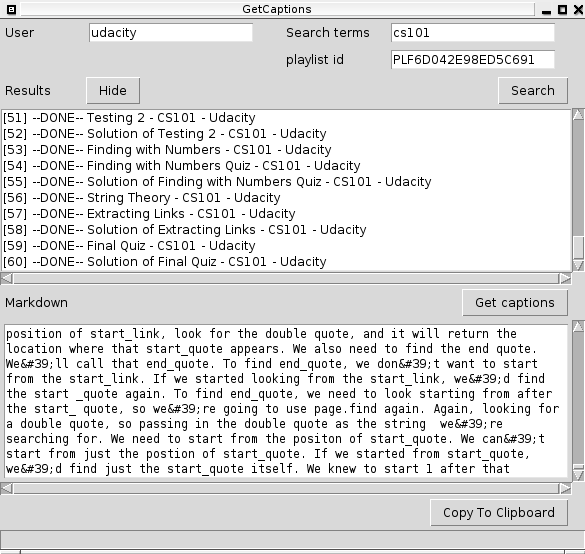 GetCaptions
User udacity Search terms cs101
playlist id PLF6D042E98ED5C691
Results Hide Search
[51] --DONE-- Testing 2 - CS101 - Udacity
[52] --DONE-- Solution of Testing 2 - CS101 - Udacity
[53] --DONE-- Finding with Numbers - CS101 - Udacity
[54] --DONE-- Finding with Numbers Quiz - CS101 - Udacity
[55] --DONE-- Solution of Finding with Numbers Quiz - CS101 - Udacity
[56] --DONE-- String Theory - CS101 - Udacity
[57] --DONE-- Extracting Links - CS101 - Udacity
[58] --DONE-- Solution of Extracting Links - CS101 - Udacity
[59] --DONE-- Final Quiz - CS101 - Udacity
[60] --DONE-- Solution of Final Quiz - CS101 - Udacity
Markdown Get captions
position of start_link, look for the double quote, and it will return the
location where that start_quote appears. We also need to find the end quote.
We&#39;ll call that end_quote. To find end_quote, we don&#39;t want to start
from the start_link. If we started looking from the start_link, we&#39;d find
the start _quote again. To find end_quote, we need to look starting from after
the start_ quote, so we&#39;re going to use page.find again. Again, looking for
a double quote, so passing in the double quote as the string  we&#39;re
searching for. We need to start from the positon of start_quote. We can&#39;t
start from just the postion of start_quote. If we started from start_quote,
we&#39;d find just the start_quote itself. We knew to start 1 after that
Copy To Clipboard